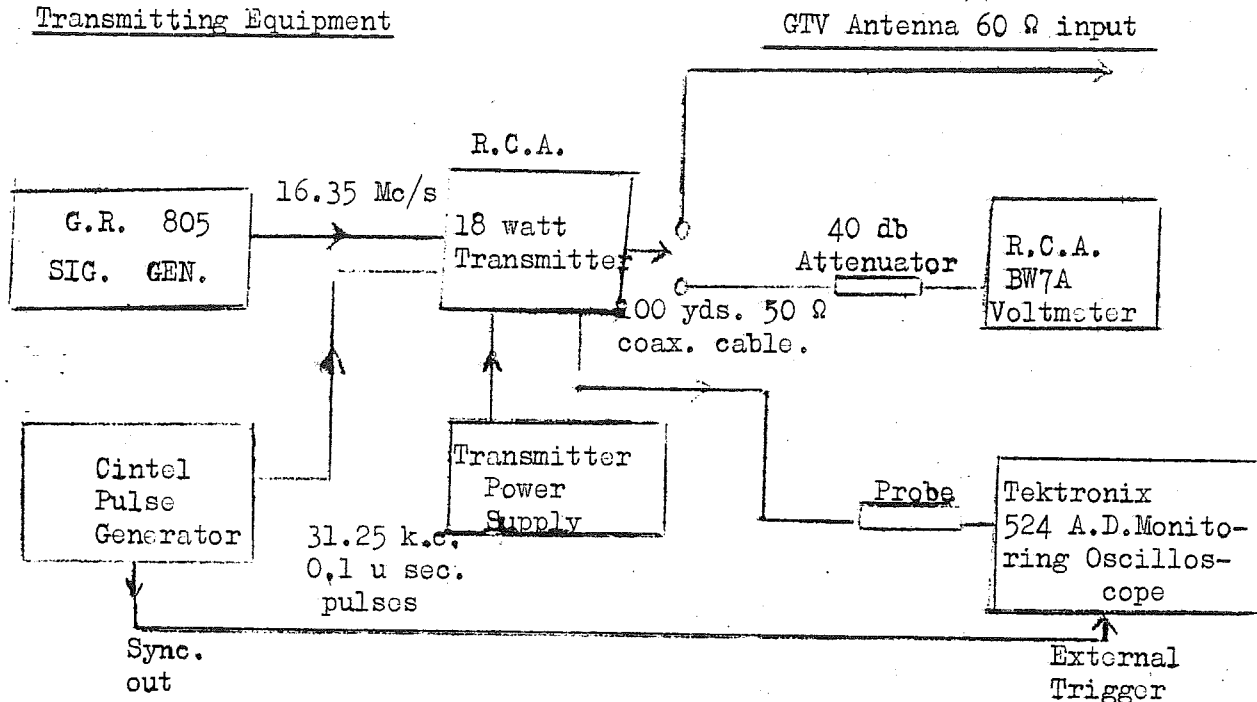 Transmitting Equipment
GTV Antenna 60 Ω input
R.C.A.
16.35 Mc/s
G.R. 805
SIG. GEN.
18 watt
Transmitter
40 db
Attenuator
R.C.A.
BW7A
Voltmeter
100 yds. 50 Ω
coax. cable.
Cintel
Pulse
Generator
Transmitter
Power
Supply
31.25 k.c.
0,1 u sec.
pulses
Probe
Tektronix
524 A.D.Monito-
ring Oscillos-
cope
Sync.
out
External
Trigger